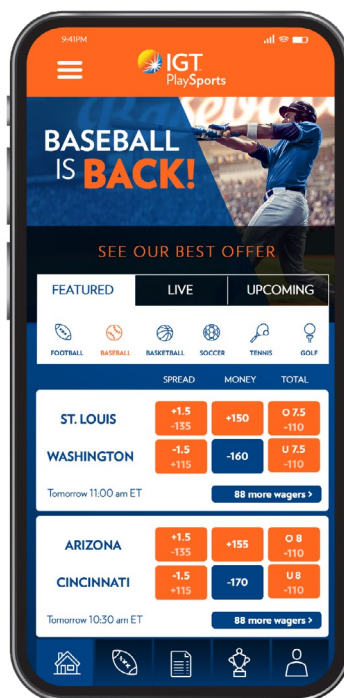 9:41PM
IGT
PlaySports
Baseball
BASEBALL
IS BACK!
SEE OUR BEST OFFER
FEATURED LIVE UPCOMING
FOOTBALL BASEBALL BASKETBALL SOCCER TENNIS GOLF
SPREAD MONEY TOTAL
ST. LOUIS +1.5 -135 +150 O 7.5 -110
WASHINGTON -1.5 +115 -160 U 7.5 -110
Tomorrow 11:00 am ET 88 more wagers >
ARIZONA +1.5 -135 +155 O 8 -110
CINCINNATI -1.5 +115 -170 U 8 -110
Tomorrow 10:30 am ET 88 more wagers >